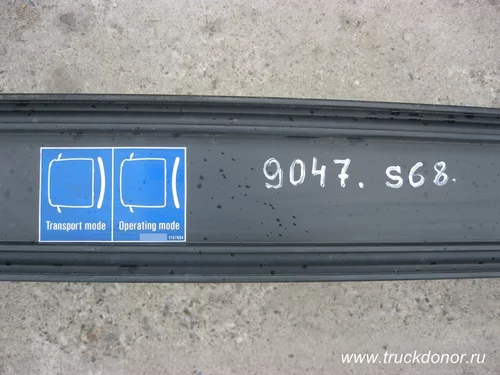 Transport mode
Operating mode
9047. S68.
www.truckdonor.ru